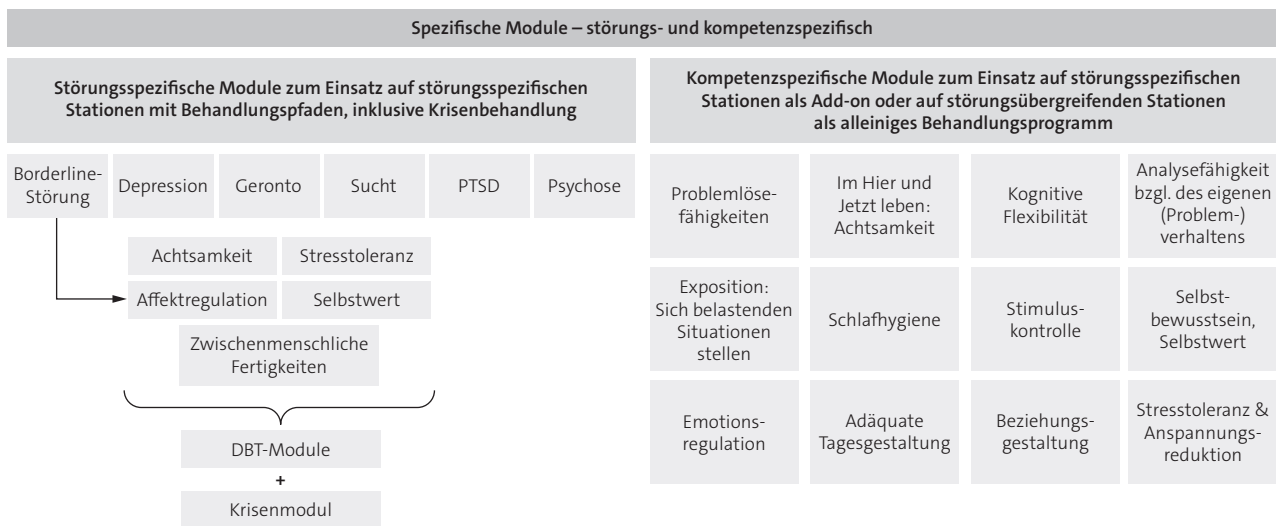 Spezifische Module – störungs- und kompetenzspezifisch
Störungsspezifische Module zum Einsatz auf störungsspezifischen
Stationen mit Behandlungspfaden, inklusive Krisenbehandlung
Borderline-
Störung
Depression
Geronto
Sucht
PTSD
Psychose
Achtsamkeit
Stresstoleranz
Affektregulation
Selbstwert
Zwischenmenschliche
Fertigkeiten
DBT-Module
+
Krisenmodul
Kompetenzspezifische Module zum Einsatz auf störungsspezifischen
Stationen als Add-on oder auf störungsübergreifenden Stationen
als alleiniges Behandlungsprogramm
Problemlöse-
fähigkeiten
Im Hier und
Jetzt leben:
Achtsamkeit
Kognitive
Flexibilität
Analysefähigkeit
bzgl. des eigenen
(Problem-)
verhaltens
Exposition:
Sich belastenden
Situationen
stellen
Schlafhygiene
Stimulus-
kontrolle
Selbst-
bewusstsein,
Selbstwert
Emotions-
regulation
Adäquate
Tagesgestaltung
Beziehungs-
gestaltung
Stresstoleranz &
Anspannungs-
reduktion